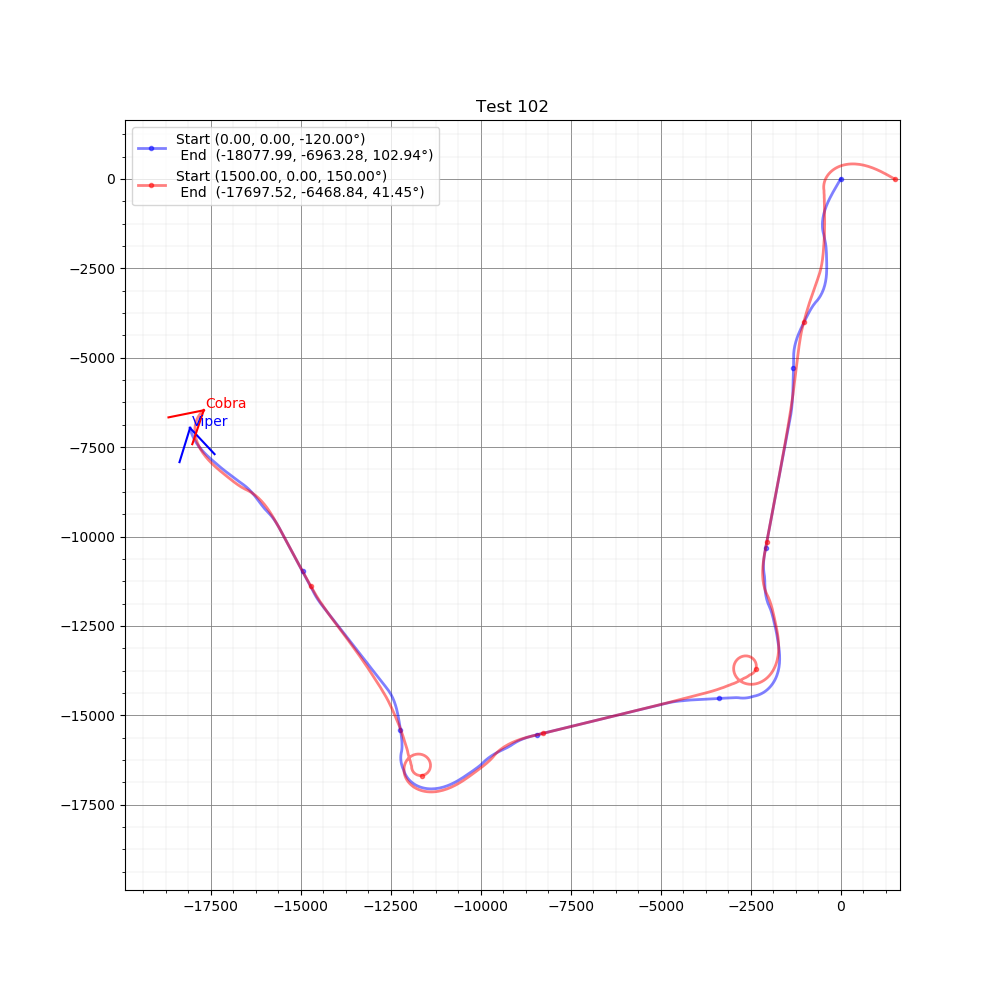 Test 102
Start (0.00, 0.00, -120.00°)
End (-18077.99, -6963.28, 102.94°)
Start (1500.00, 0.00, 150.00°)
End (-17697.52, -6468.84, 41.45°)
0
−2500
−5000
−7500
−10000
−12500
−15000
−17500
Cobra
Viper
−17500 −15000 −12500 −10000 −7500 −5000 −2500 0